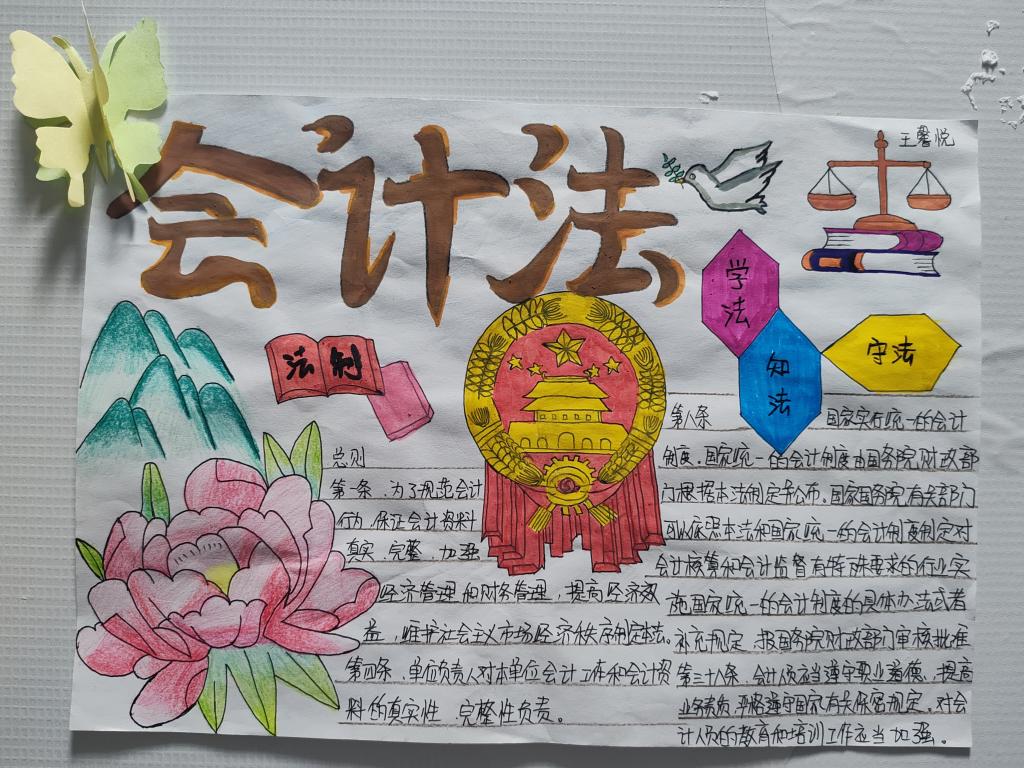 会计法
王馨悦
学法
知法
守法
法制
总则
第一条 为了规范会计
行为,保证会计资料
真实、完整,加强
经济管理和财务管理,提高经济效
益,维护社会主义市场经济秩序,制定本法。
第四条、单位负责人对本单位会计工作和会计资
料的真实性、完整性负责。
第八条 国家实行统一的会计
制度。国家统一的会计制度由国务院财政部
门根据本法制定并公布。国家国务院有关部门
可以依照本法和国家统一的会计制度制定对
会计核算和会计监督有特殊要求的行业实
施国家统一的会计制度的具体办法或者
补充规定,报国务院财政部门审核批准
第三十八条、会计人员应当遵守职业道德,提高
业务素质,严格遵守国家有关保密规定。对会
计人员的教育和培训工作应当加强。